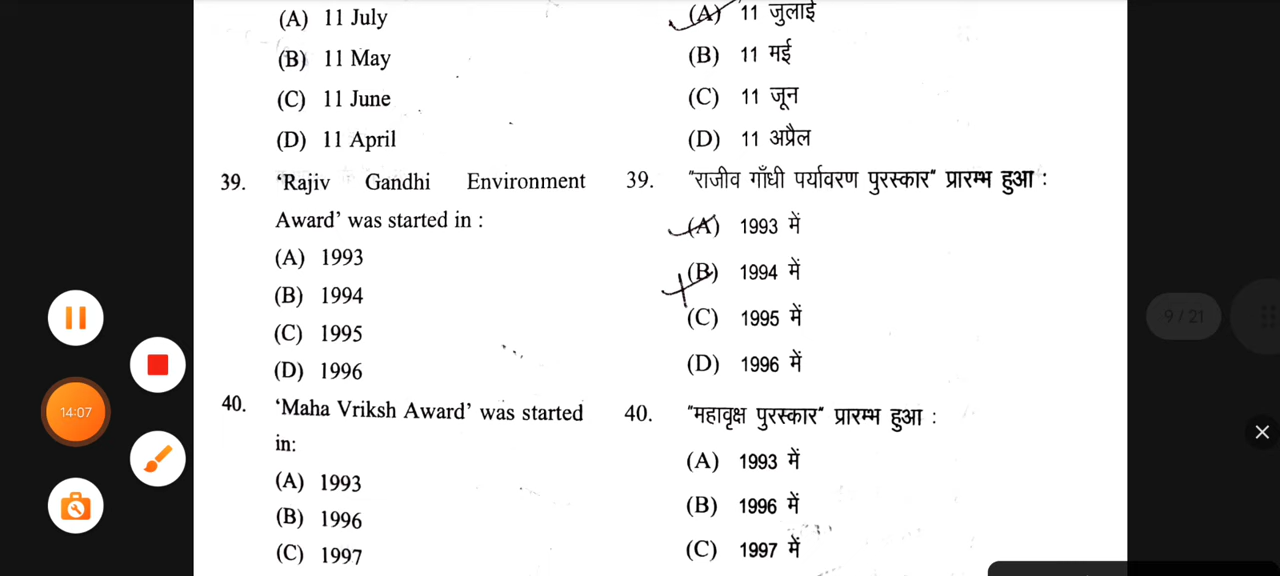 (A) 11 July
(B) 11 May
(C) 11 June
(D) 11 April
39. 'Rajiv Gandhi Environment
Award' was started in :
(A) 1993
(B) 1994
(C) 1995
(D) 1996
40. 'Maha Vriksh Award' was started
in:
(A) 1993
(B) 1996
(C) 1997
(A) 11 जुलाई
(B) 11 मई
(C) 11 जून
(D) 11 अप्रैल
39. "राजीव गाँधी पर्यावरण पुरस्कार" प्रारम्भ हुआ :
(A) 1993 में
(B) 1994 में
(C) 1995 में
(D) 1996 में
40. "महावृक्ष पुरस्कार" प्रारम्भ हुआ :
(A) 1993 में
(B) 1996 में
(C) 1997 में
14:07
9 / 21